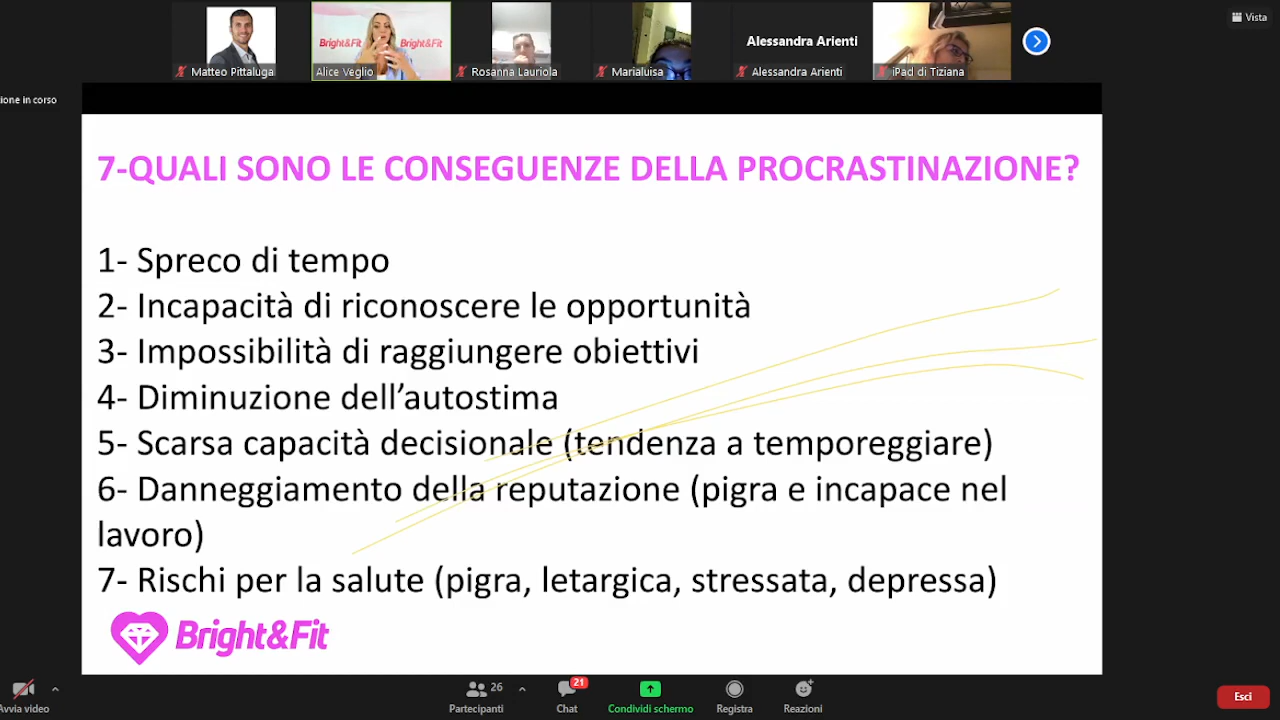 Vista
Bright&Fit Bright&Fit
Alessandra Arienti
Matteo Pittaluga
Alice Veglio
Rosanna Lauriola
Marialuisa
Alessandra Arienti
iPad di Tiziana
ione in corso
7-QUALI SONO LE CONSEGUENZE DELLA PROCRASTINAZIONE?
1- Spreco di tempo
2- Incapacità di riconoscere le opportunità
3- Impossibilità di raggiungere obiettivi
4- Diminuzione dell’autostima
5- Scarsa capacità decisionale (tendenza a temporeggiare)
6- Danneggiamento della reputazione (pigra e incapace nel
lavoro)
7- Rischi per la salute (pigra, letargica, stressata, depressa)
Bright&Fit
26
21
Avvia video
Partecipanti
Chat
Condividi schermo
Registra
Reazioni
Esci